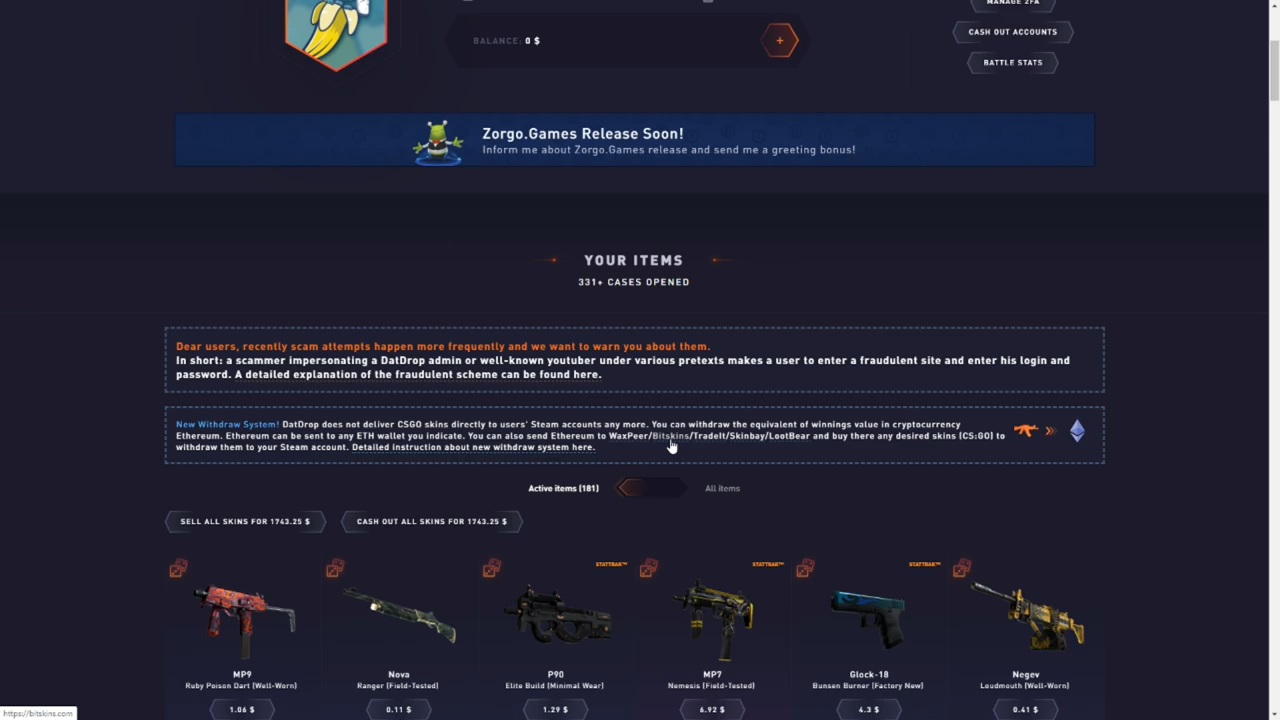 MANAGE 2FA
BALANCE: 0 $
+
CASH OUT ACCOUNTS
BATTLE STATS
Zorgo.Games Release Soon!
Inform me about Zorgo.Games release and send me a greeting bonus!
YOUR ITEMS
331+ CASES OPENED
Dear users, recently scam attempts happen more frequently and we want to warn you about them.
In short: a scammer impersonating a DatDrop admin or well-known youtuber under various pretexts makes a user to enter a fraudulent site and enter his login and
password. A detailed explanation of the fraudulent scheme can be found here.
New Withdraw System! DatDrop does not deliver CSGO skins directly to users' Steam accounts any more. You can withdraw the equivalent of winnings value in cryptocurrency
Ethereum. Ethereum can be sent to any ETH wallet you indicate. You can also send Ethereum to WaxPeer/Bitskins/TradeIt/Skinbay/LootBear and buy there any desired skins (CS:GO) to
withdraw them to your Steam account. Detailed instruction about new withdraw system here.
Active items (181)
All items
SELL ALL SKINS FOR 1743.25 $
CASH OUT ALL SKINS FOR 1743.25 $
STATTRAK™
STATTRAK™
STATTRAK™
MP9
Ruby Poison Dart (Well-Worn)
1.06 $
Nova
Ranger (Field-Tested)
0.11 $
P90
Elite Build (Minimal Wear)
1.29 $
MP7
Nemesis (Field-Tested)
6.92 $
Glock-18
Bunsen Burner (Factory New)
4.3 $
Negev
Loudmouth (Well-Worn)
0.41 $
https://bitskins.com